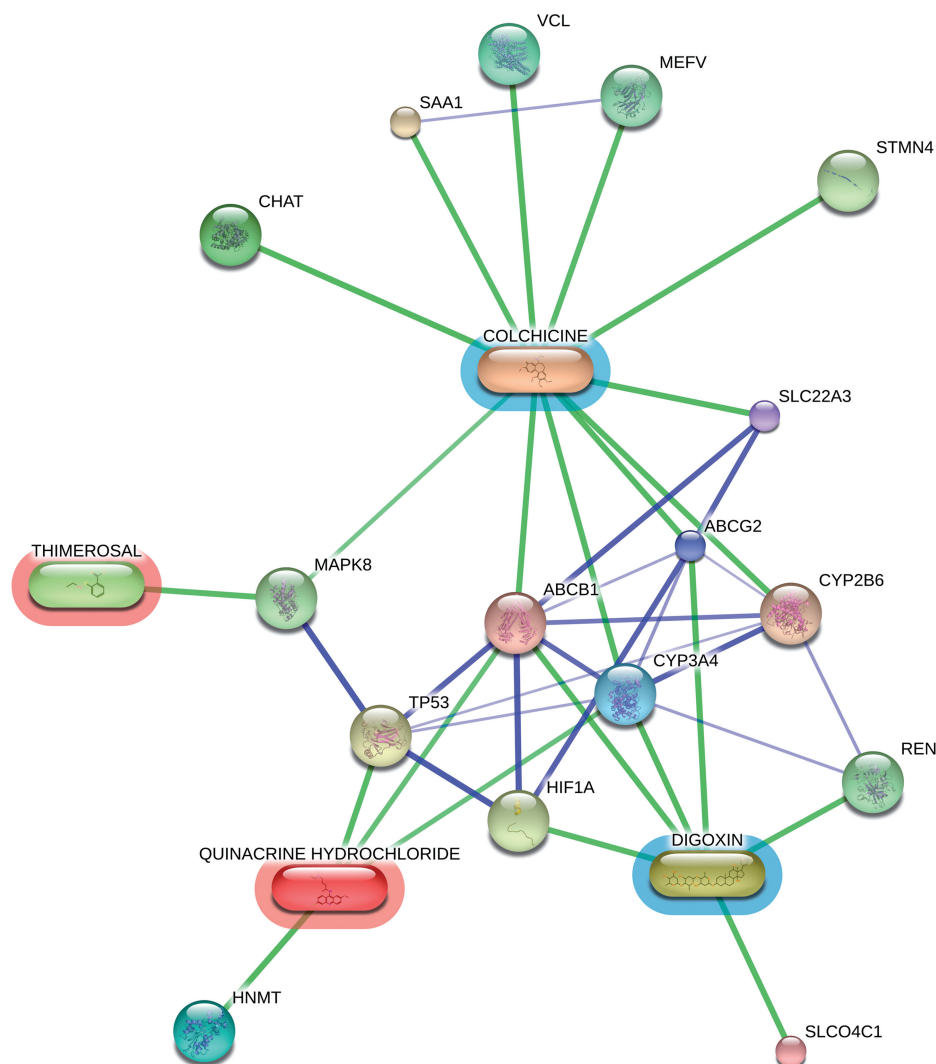 VCL
MEFV
SAA1
STMN4
CHAT
COLCHICINE
SLC22A3
ABCG2
THIMEROSAL
MAPK8
ABCB1
CYP2B6
CYP3A4
TP53
REN
HIF1A
DIGOXIN
QUINACRINE HYDROCHLORIDE
HNMT
SLCO4C1